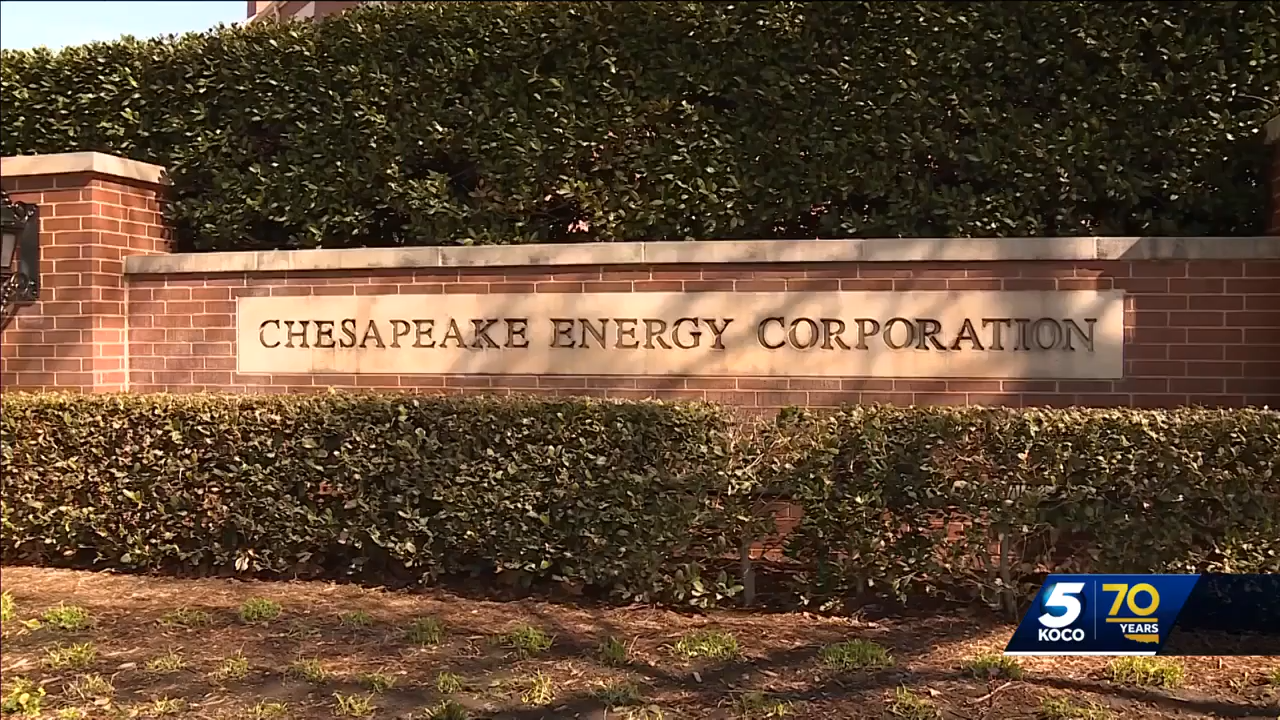 CHESAPEAKE ENERGY CORPORATION
5
KOCO
70
YEARS